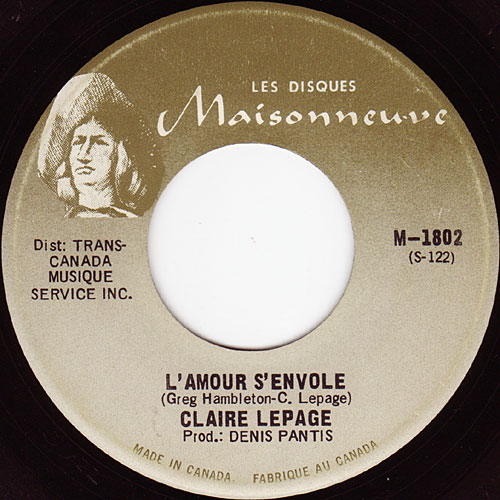 LES DISQUES
Maisonneuve
Dist: TRANS-
CANADA
MUSIQUE
SERVICE INC.
M-1802
(S-122)
L'AMOUR S'ENVOLE
(Greg Hambleton-C. Lepage)
CLAIRE LEPAGE
Prod.: DENIS PANTIS
MADE IN CANADA. FABRIQUE AU CANADA